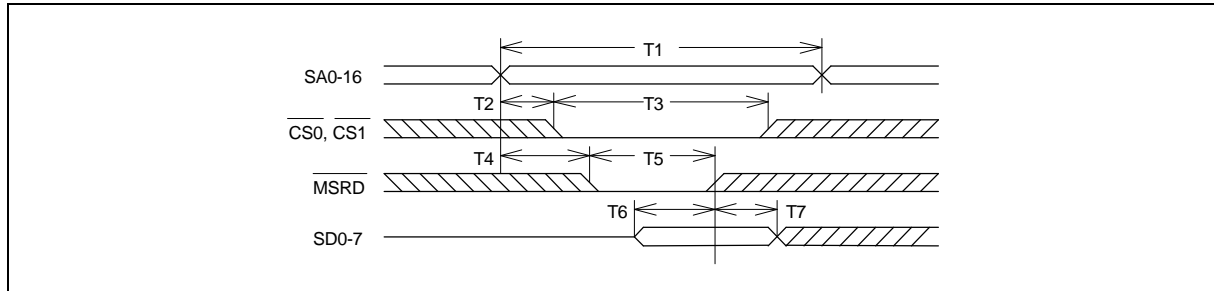 T1
SA0-16
T2 T3
CS0, CS1
T4 T5
MSRD
T6 T7
SD0-7